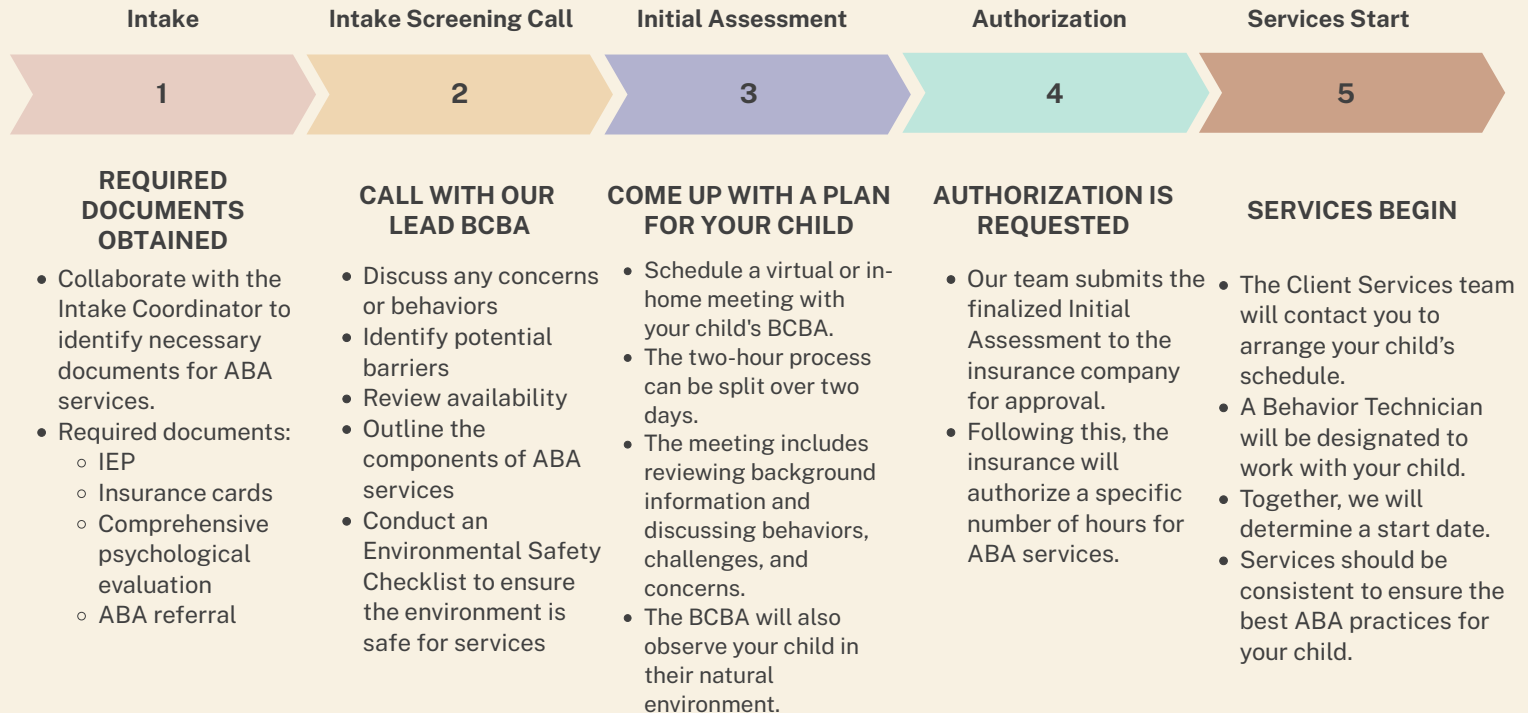 Intake
Intake Screening Call
Initial Assessment
Authorization
Services Start
1
2
3
4
5
REQUIRED
DOCUMENTS
OBTAINED
• Collaborate with the
Intake Coordinator to
identify necessary
documents for ABA
services.
• Required documents:
◦ IEP
◦ Insurance cards
◦ Comprehensive
psychological
evaluation
◦ ABA referral
CALL WITH OUR
LEAD BCBA
• Discuss any concerns
or behaviors
• Identify potential
barriers
• Review availability
• Outline the
components of ABA
services
• Conduct an
Environmental Safety
Checklist to ensure
the environment is
safe for services
COME UP WITH A PLAN
FOR YOUR CHILD
• Schedule a virtual or in-
home meeting with
your child's BCBA.
• The two-hour process
can be split over two
days.
• The meeting includes
reviewing background
information and
discussing behaviors,
challenges, and
concerns.
• The BCBA will also
observe your child in
their natural
environment.
AUTHORIZATION IS
REQUESTED
• Our team submits the
finalized Initial
Assessment to the
insurance company
for approval.
• Following this, the
insurance will
authorize a specific
number of hours for
ABA services.
SERVICES BEGIN
• The Client Services team
will contact you to
arrange your child’s
schedule.
• A Behavior Technician
will be designated to
work with your child.
• Together, we will
determine a start date.
• Services should be
consistent to ensure the
best ABA practices for
your child.